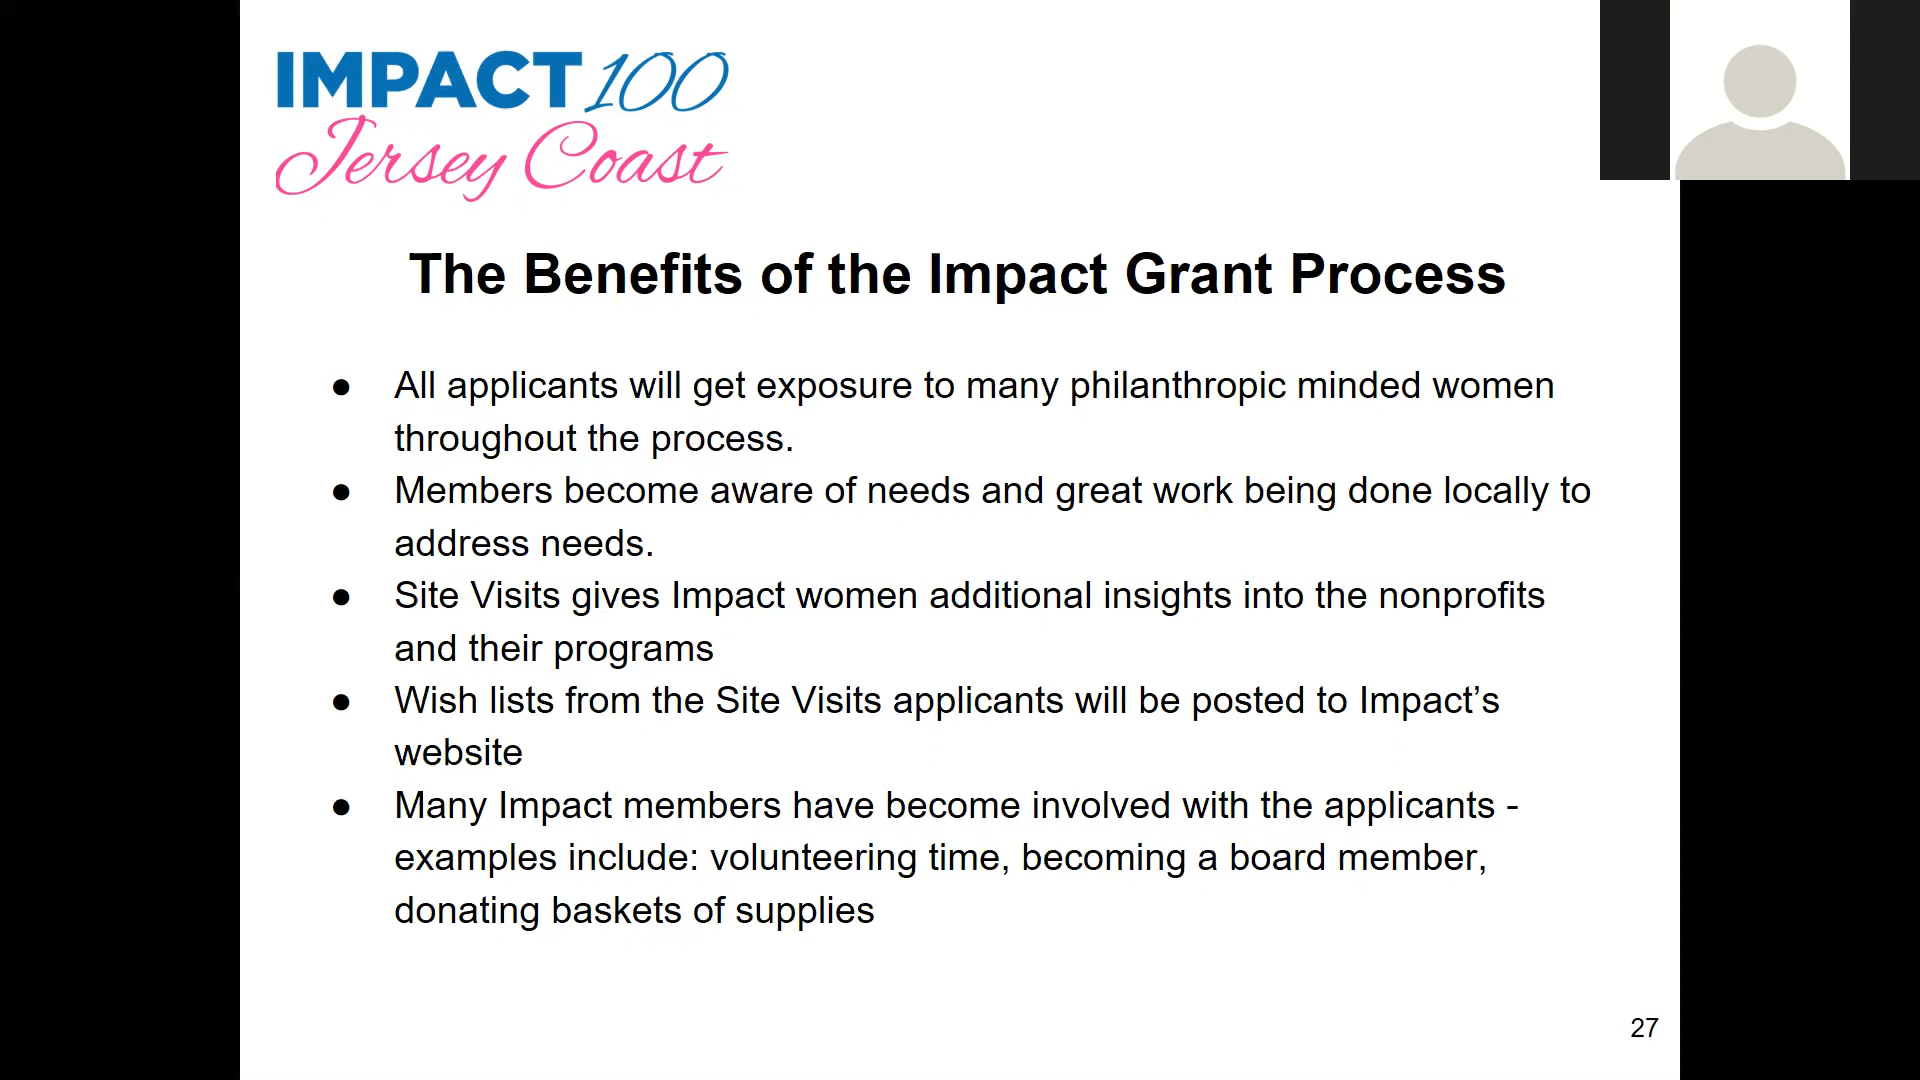 IMPACT 100
Jersey Coast
The Benefits of the Impact Grant Process
● All applicants will get exposure to many philanthropic minded women
throughout the process.
● Members become aware of needs and great work being done locally to
address needs.
● Site Visits gives Impact women additional insights into the nonprofits
and their programs
● Wish lists from the Site Visits applicants will be posted to Impact’s
website
● Many Impact members have become involved with the applicants -
examples include: volunteering time, becoming a board member,
donating baskets of supplies
27